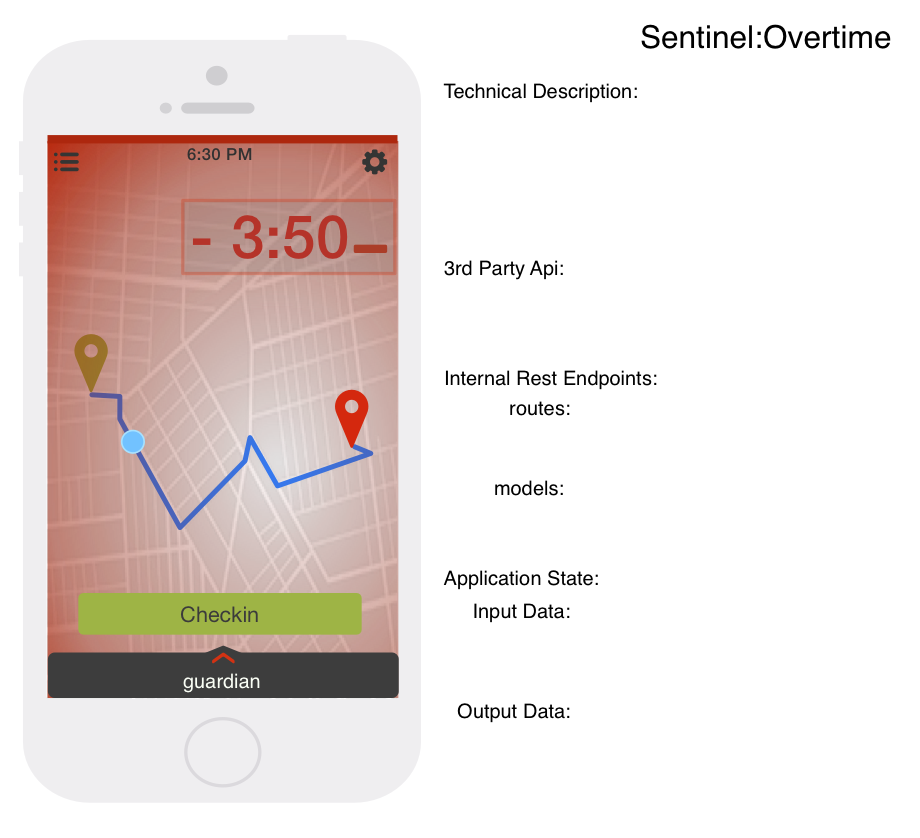 Sentinel:Overtime
6:30 PM
- 3:50
Checkin
guardian
Technical Description:
3rd Party Api:
Internal Rest Endpoints:
routes:
models:
Application State:
Input Data:
Output Data: